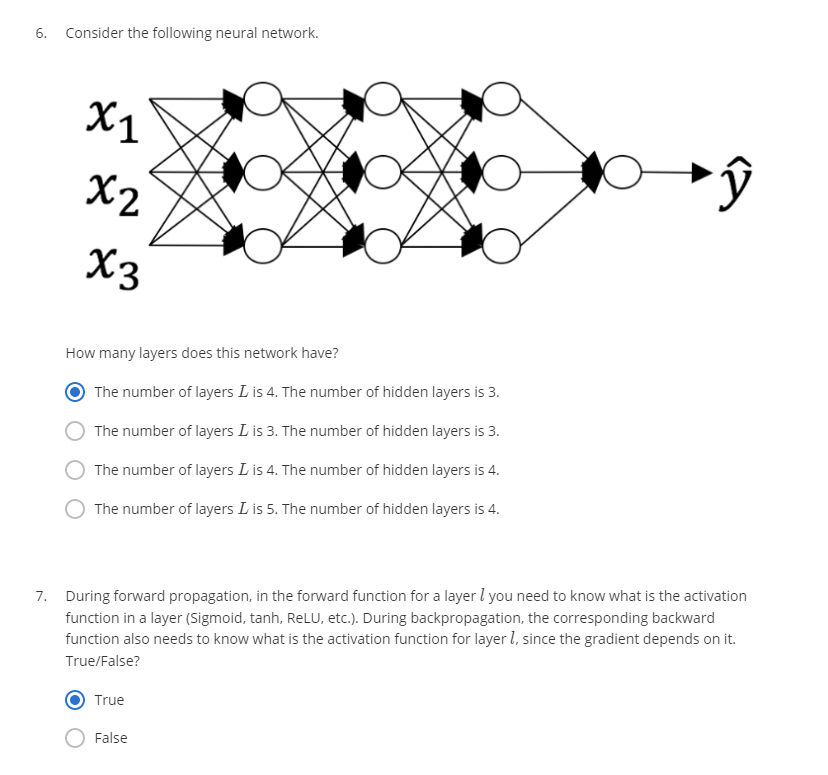 6. Consider the following neural network.
x₁
x₂
x₃
ŷ
How many layers does this network have?
The number of layers L is 4. The number of hidden layers is 3.
The number of layers L is 3. The number of hidden layers is 3.
The number of layers L is 4. The number of hidden layers is 4.
The number of layers L is 5. The number of hidden layers is 4.
7. During forward propagation, in the forward function for a layer l you need to know what is the activation
function in a layer (Sigmoid, tanh, ReLU, etc.). During backpropagation, the corresponding backward
function also needs to know what is the activation function for layer l, since the gradient depends on it.
True/False?
True
False